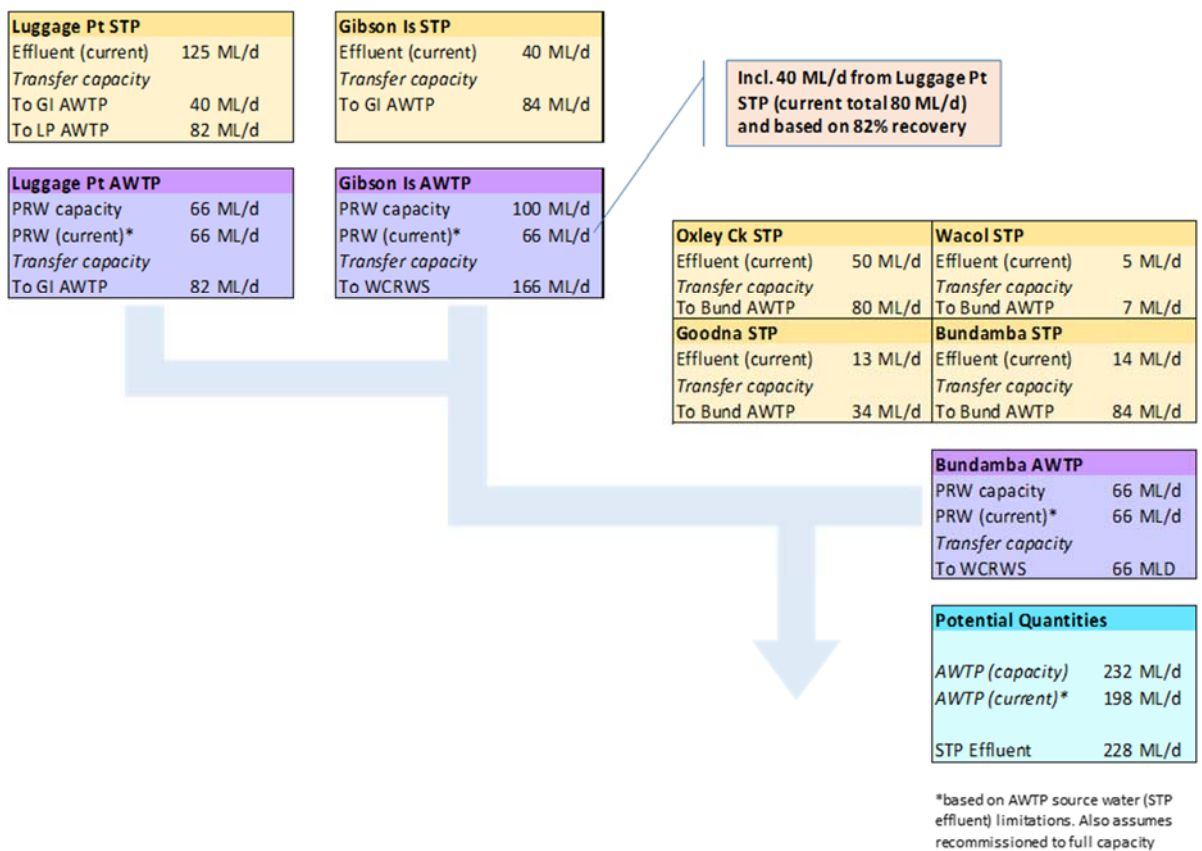 Luggage Pt STP
Effluent (current) 125 ML/d
Transfer capacity
To GI AWTP 40 ML/d
To LP AWTP 82 ML/d
Gibson Is STP
Effluent (current) 40 ML/d
Transfer capacity
To GI AWTP 84 ML/d
Incl. 40 ML/d from Luggage Pt
STP (current total 80 ML/d)
and based on 82% recovery
Luggage Pt AWTP
PRW capacity 66 ML/d
PRW (current)* 66 ML/d
Transfer capacity
To GI AWTP 82 ML/d
Gibson Is AWTP
PRW capacity 100 ML/d
PRW (current)* 66 ML/d
Transfer capacity
To WCRWS 166 ML/d
Oxley Ck STP
Effluent (current) 50 ML/d
Transfer capacity
To Bund AWTP 80 ML/d
Wacol STP
Effluent (current) 5 ML/d
Transfer capacity
To Bund AWTP 7 ML/d
Goodna STP
Effluent (current) 13 ML/d
Transfer capacity
To Bund AWTP 34 ML/d
Bundamba STP
Effluent (current) 14 ML/d
Transfer capacity
To Bund AWTP 84 ML/d
Bundamba AWTP
PRW capacity 66 ML/d
PRW (current)* 66 ML/d
Transfer capacity
To WCRWS 66 MLD
Potential Quantities
AWTP (capacity) 232 ML/d
AWTP (current)* 198 ML/d
STP Effluent 228 ML/d
*based on AWTP source water (STP
effluent) limitations. Also assumes
recommissioned to full capacity